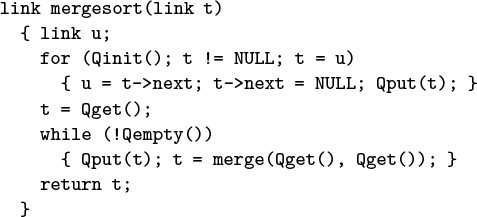 link mergesort(link t)
{ link u;
for (Qinit(); t != NULL; t = u)
{ u = t->next; t->next = NULL; Qput(t); }
t = Qget();
while (!Qempty())
{ Qput(t); t = merge(Qget(), Qget()); }
return t;
}